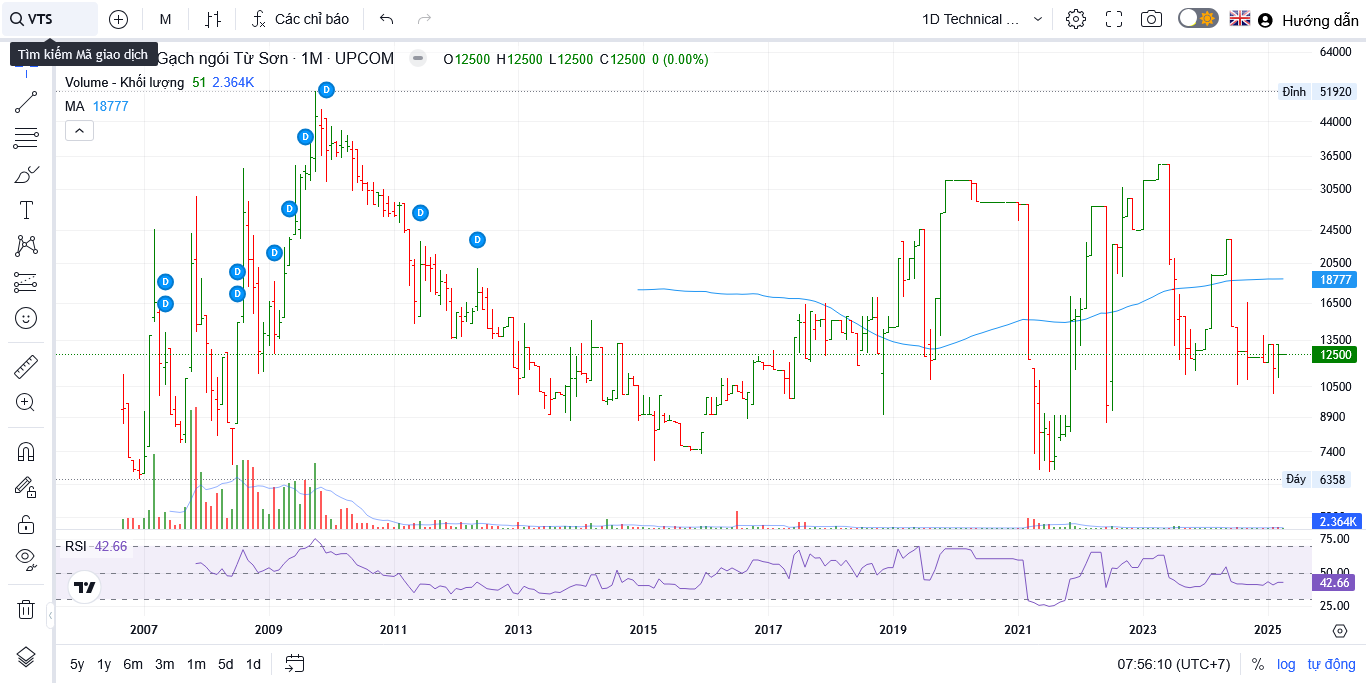 VTS
M
Các chỉ báo
1D Technical ...
Hướng dẫn
Tìm kiếm Mã giao dịch
Gạch ngói Từ Sơn · 1M · UPCOM
O12500 H12500 L12500 C12500 0 (0.00%)
Volume - Khối lượng 51 2.364K
MA 18777
64000
Đỉnh 51920
44000
36500
30500
24500
20500
18777
16500
13500
12500
10500
8900
7400
Đáy 6358
2.364K
D
D
D
D
D
D
D
D
D
D
RSI 42.66
75.00
50.00
42.66
25.00
2007 2009 2011 2013 2015 2017 2019 2021 2023 2025
5y 1y 6m 3m 1m 5d 1d
07:56:10 (UTC+7)
% log tự động